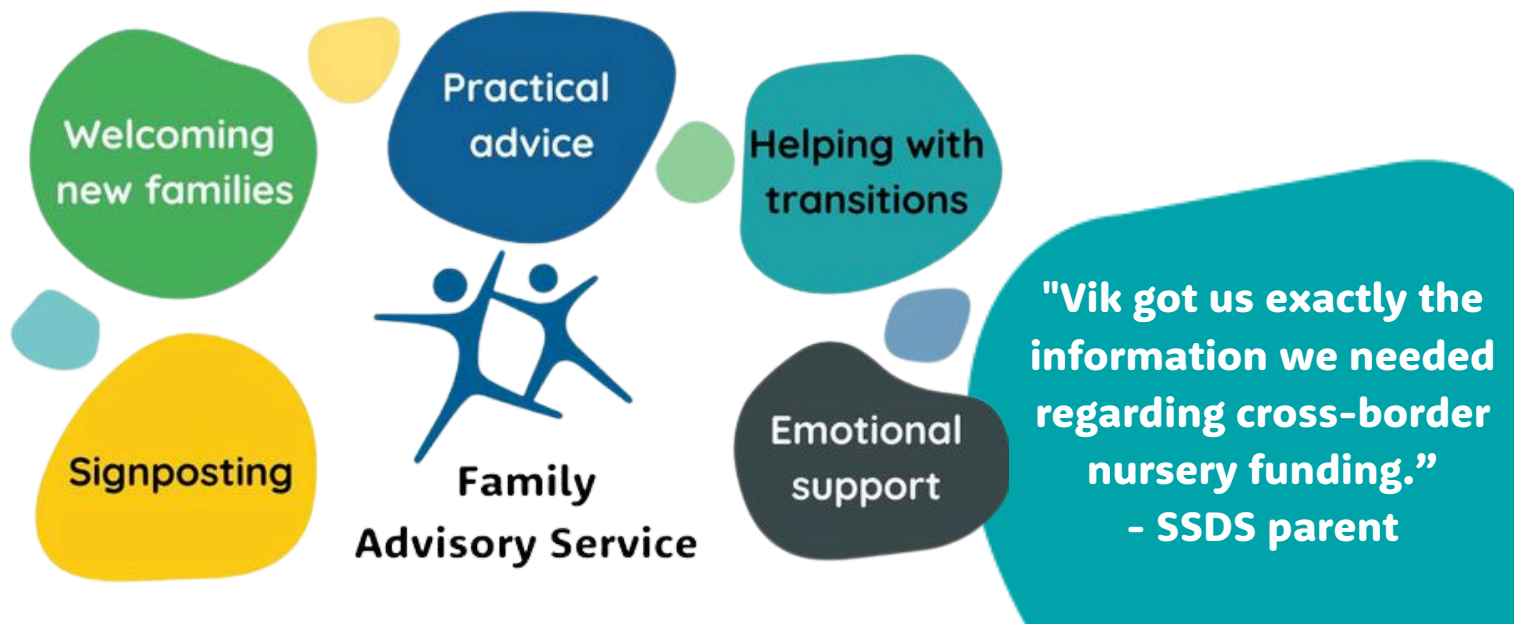 Welcoming
new families
Practical
advice
Helping with
transitions
Signposting
Family
Advisory Service
Emotional
support
"Vik got us exactly the
information we needed
regarding cross-border
nursery funding.”
- SSDS parent